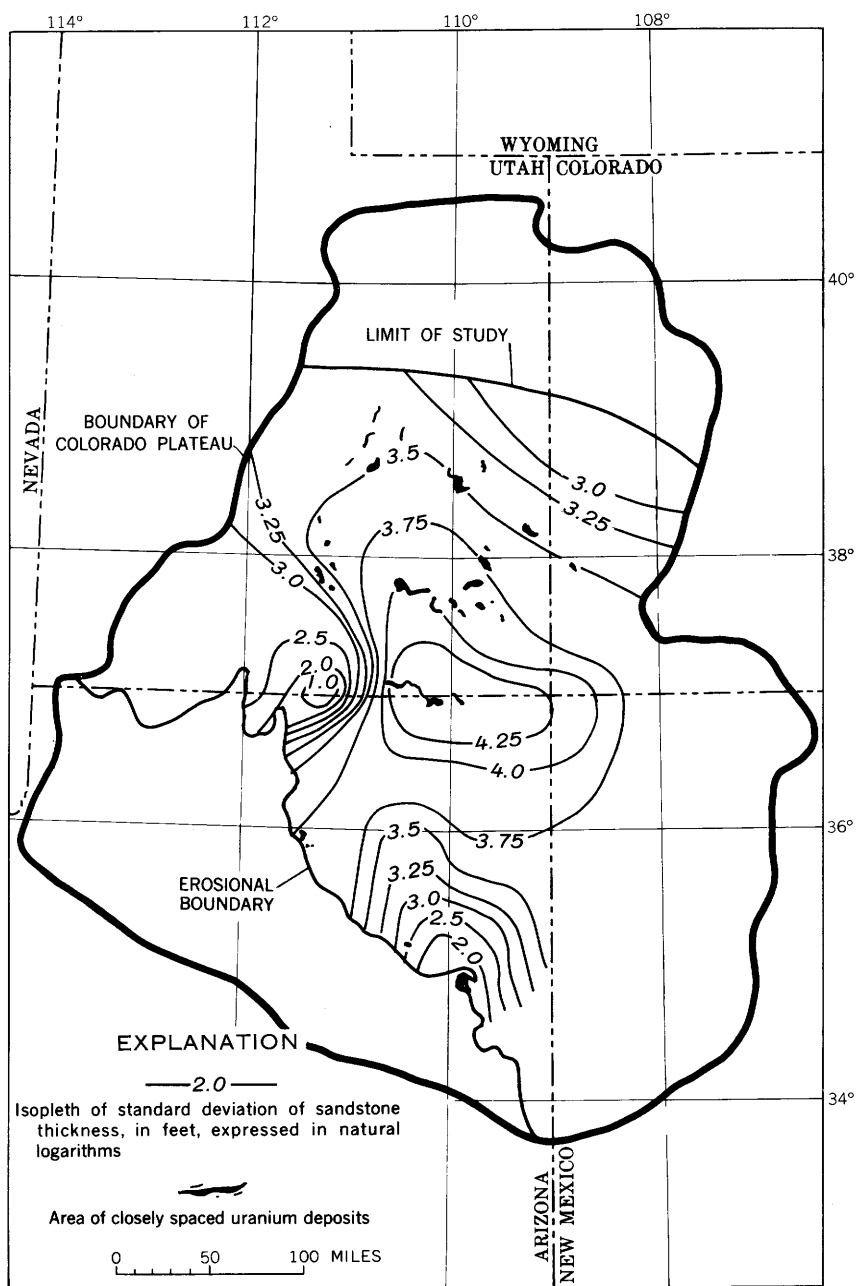 114°
112°
110°
108°
WYOMING
UTAH
COLORADO
40°
LIMIT OF STUDY
BOUNDARY OF
COLORADO PLATEAU
NEVADA
3.5
3.0
3.25
3.25
3.75
38°
3.0
2.5
2.0
1.0
4.25
4.0
36°
3.5
3.75
3.25
EROSIONAL
BOUNDARY
3.0
2.5
2.0
EXPLANATION
2.0
Isopleth of standard deviation of sandstone
thickness, in feet, expressed in natural
logarithms
34°
Area of closely spaced uranium deposits
ARIZONA
NEW MEXICO
0 50 100 MILES